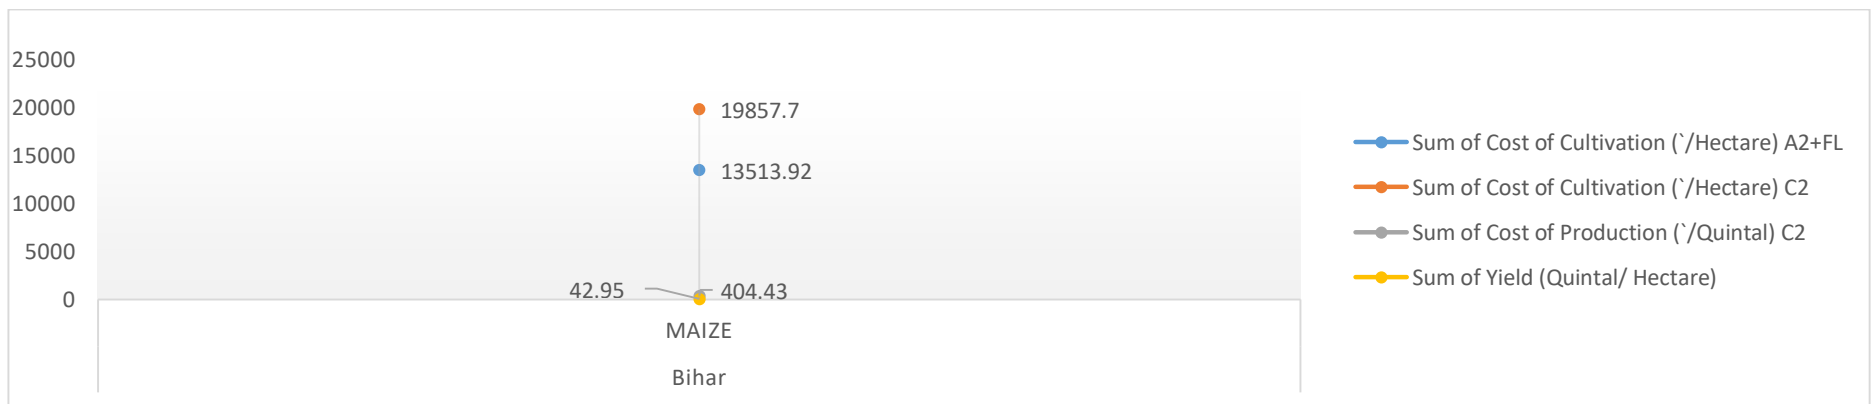 25000
20000
15000
10000
5000
0
19857.7
13513.92
42.95
404.43
MAIZE
Bihar
Sum of Cost of Cultivation (`/Hectare) A2+FL
Sum of Cost of Cultivation (`/Hectare) C2
Sum of Cost of Production (`/Quintal) C2
Sum of Yield (Quintal/ Hectare)